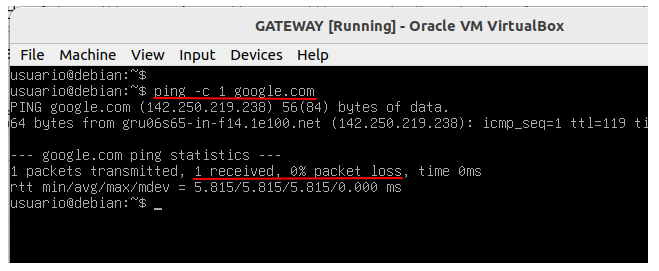 GATEWAY [Running] - Oracle VM VirtualBox
File Machine View Input Devices Help
usuario@debian:~$
usuario@debian:~$ ping -c 1 google.com
PING google.com (142.250.219.238) 56(84) bytes of data.
64 bytes from gru06s65-in-f14.1e100.net (142.250.219.238): icmp_seq=1 ttl=119 ti
--- google.com ping statistics ---
1 packets transmitted, 1 received, 0% packet loss, time 0ms
rtt min/avg/max/mdev = 5.815/5.815/5.815/0.000 ms
usuario@debian:~$ _